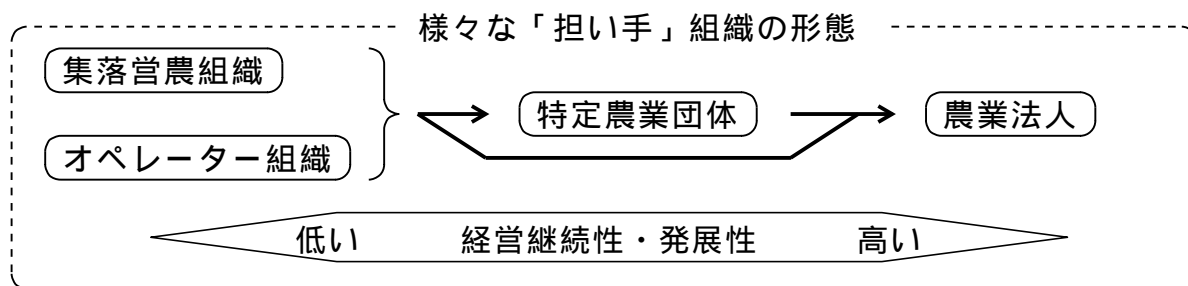 様々な「担い手」組織の形態
集落営農組織
オペレーター組織
特定農業団体
農業法人
低い 経営継続性・発展性 高い